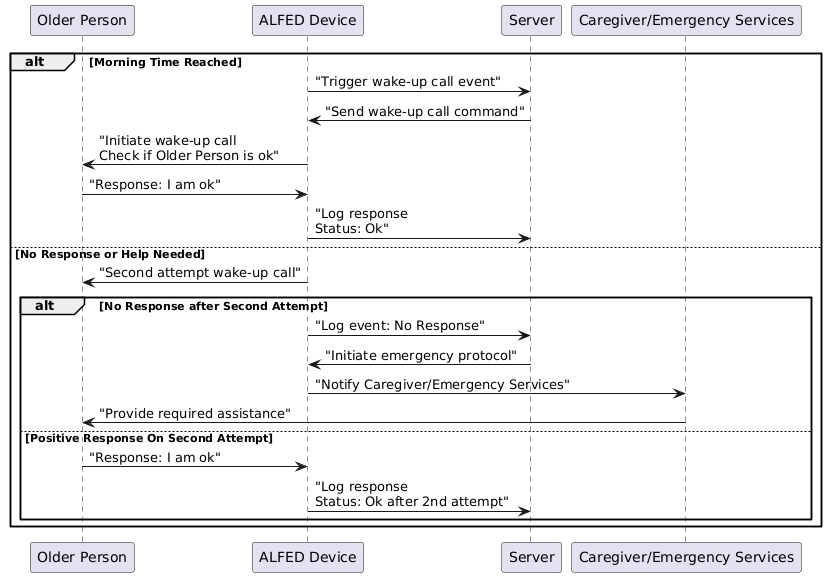 Older Person
ALFED Device
Server
Caregiver/Emergency Services
alt
[Morning Time Reached]
"Trigger wake-up call event"
"Send wake-up call command"
"Initiate wake-up call
Check if Older Person is ok"
"Response: I am ok"
"Log response
Status: Ok"
[No Response or Help Needed]
"Second attempt wake-up call"
alt
[No Response after Second Attempt]
"Log event: No Response"
"Initiate emergency protocol"
"Notify Caregiver/Emergency Services"
"Provide required assistance"
[Positive Response On Second Attempt]
"Response: I am ok"
"Log response
Status: Ok after 2nd attempt"
Older Person
ALFED Device
Server
Caregiver/Emergency Services